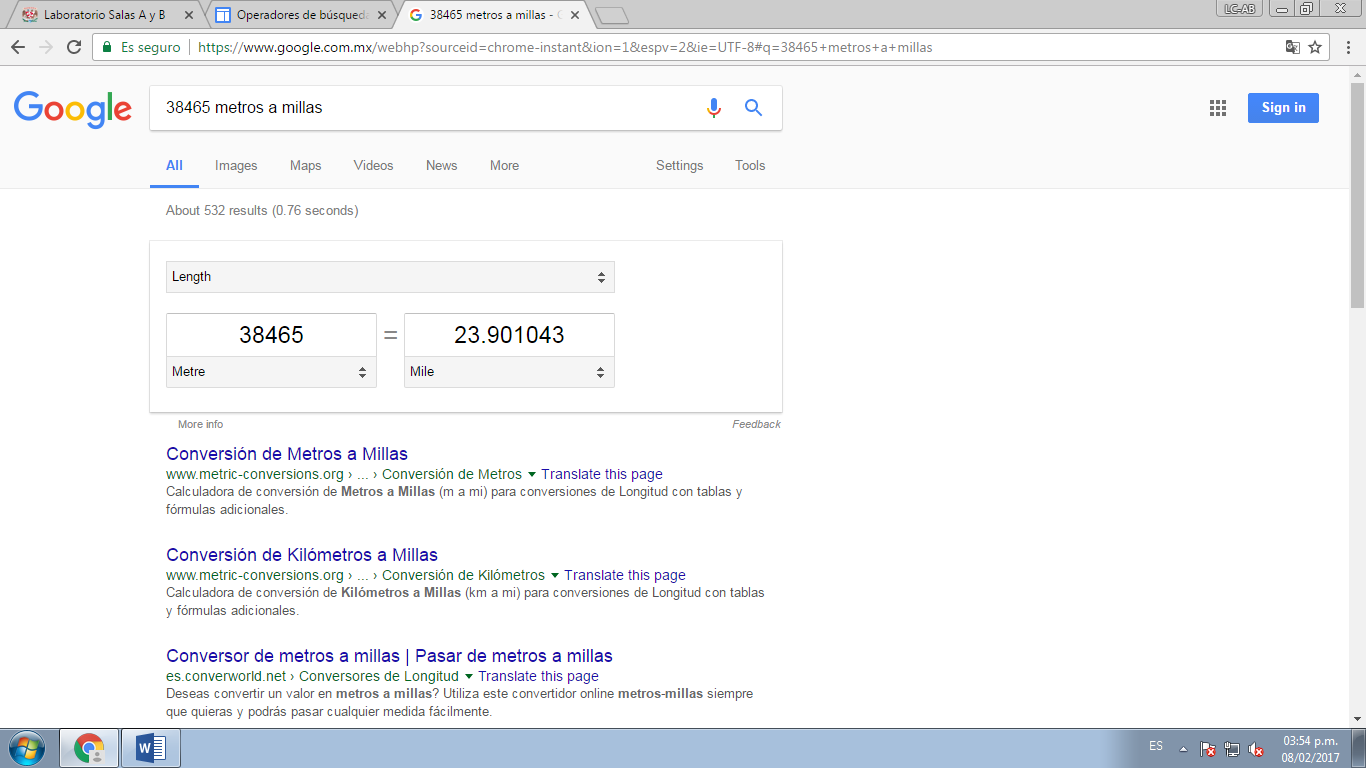 Laboratorio Salas A y B
Operadores de búsqueda
38465 metros a millas -
LC-AB
Es seguro
https://www.google.com.mx/webhp?sourceid=chrome-instant&ion=1&espv=2&ie=UTF-8#q=38465+metros+a+millas
Google
38465 metros a millas
Sign in
All Images Maps Videos News More Settings Tools
About 532 results (0.76 seconds)
Length
38465 = 23.901043
Metre Mile
More info Feedback
Conversión de Metros a Millas
www.metric-conversions.org › ... › Conversión de Metros Translate this page
Calculadora de conversión de Metros a Millas (m a mi) para conversiones de Longitud con tablas y
fórmulas adicionales.
Conversión de Kilómetros a Millas
www.metric-conversions.org › ... › Conversión de Kilómetros Translate this page
Calculadora de conversión de Kilómetros a Millas (km a mi) para conversiones de Longitud con tablas
y fórmulas adicionales.
Conversor de metros a millas | Pasar de metros a millas
es.converworld.net › Conversores de Longitud Translate this page
Deseas convertir un valor en metros a millas? Utiliza este convertidor online metros-millas siempre
que quieras y podrás pasar cualquier medida fácilmente.
ES
03:54 p.m.
08/02/2017